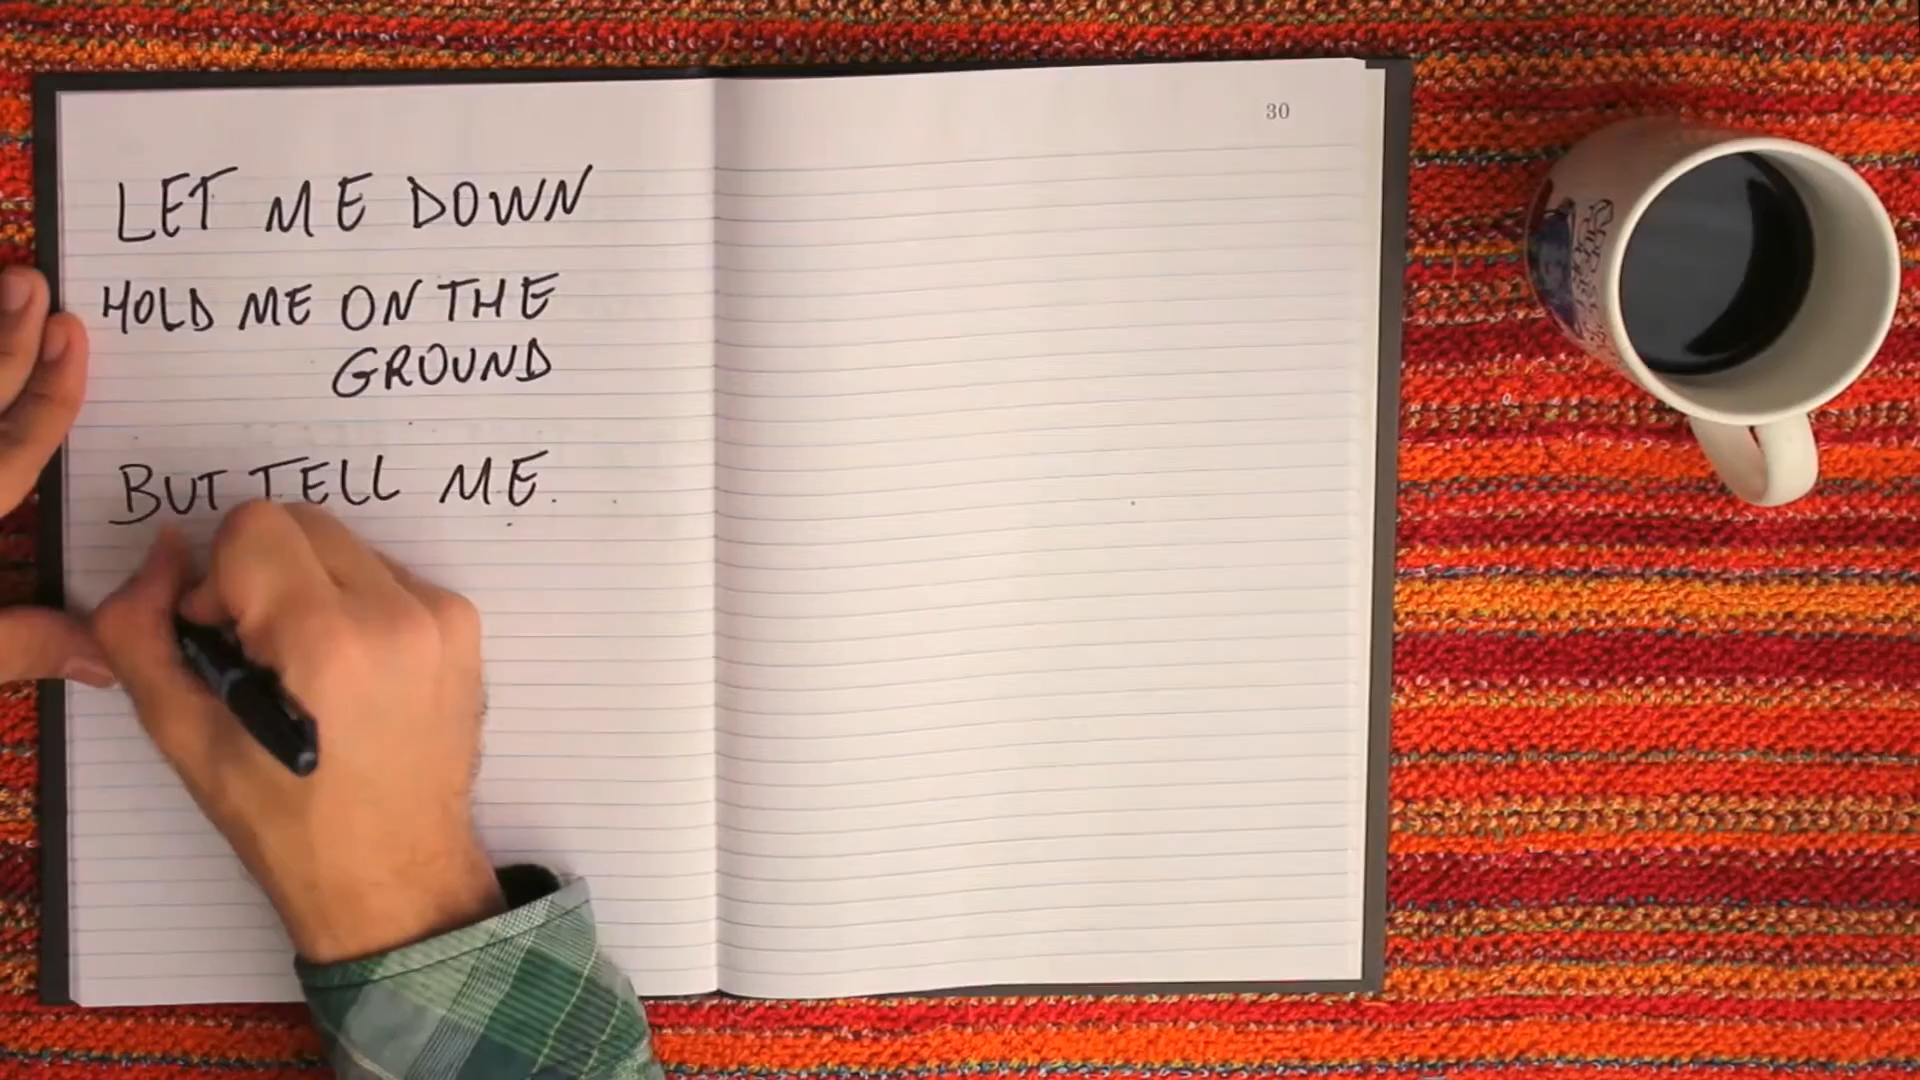 30
LET ME DOWN
HOLD ME ON THE
GROUND
BUT TELL ME.